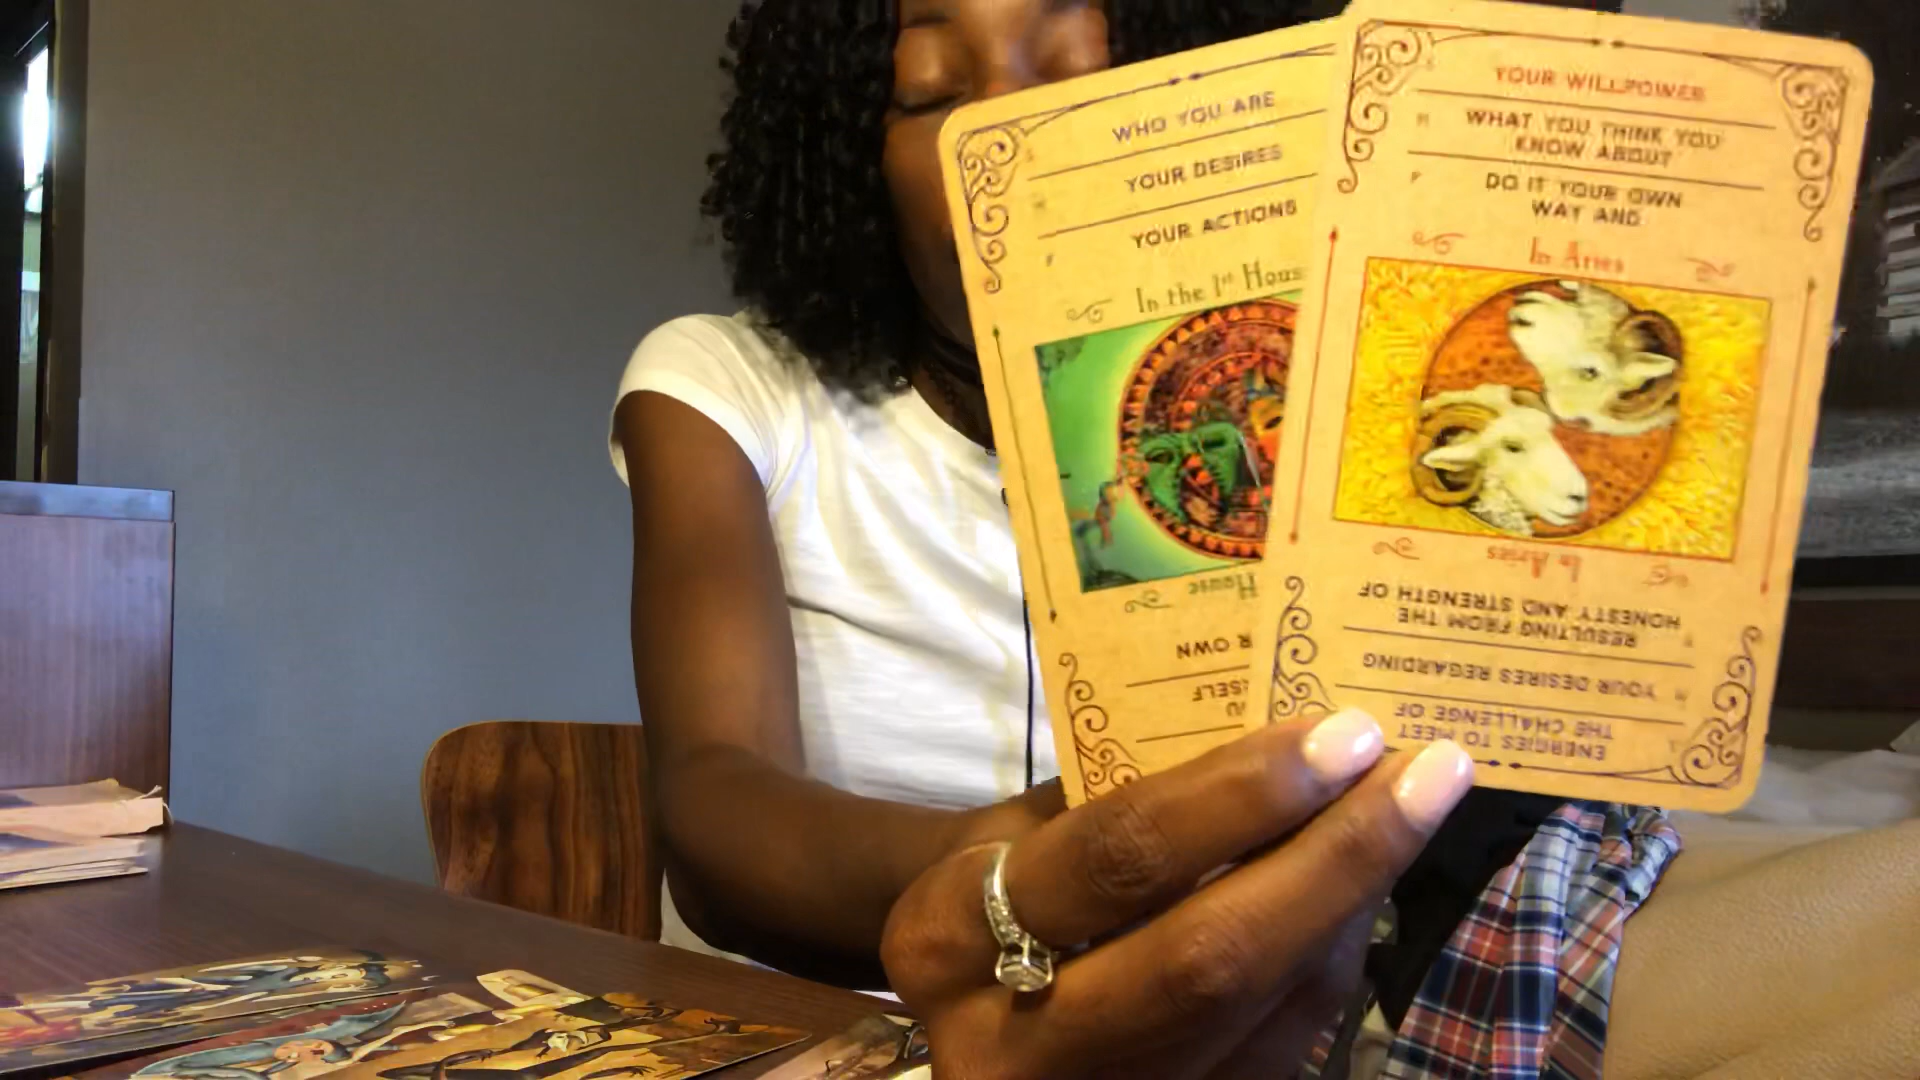 WHO YOU ARE
YOUR DESIRES
YOUR ACTIONS
In the 1st Hous
House
R OWN
YOUR WILLPOWER
WHAT YOU THINK YOU
KNOW ABOUT
DO IT YOUR OWN
WAY AND
In Aries
In Aries
HONESTY AND STRENGTH OF
RESULTING FROM THE
YOUR DESIRES REGARDING
THE CHALLENGE OF
ENERGIES TO MEET